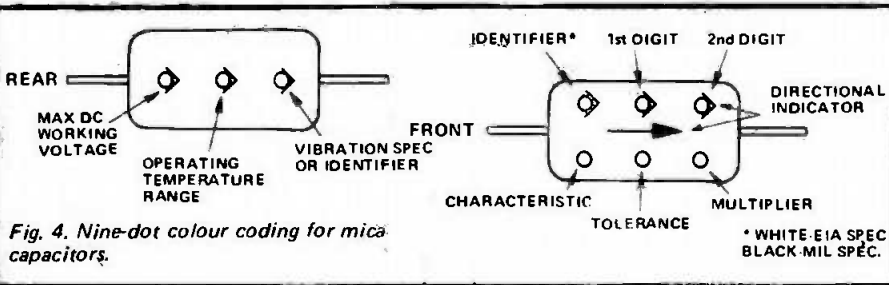 REAR
MAX DC
WORKING
VOLTAGE
OPERATING
TEMPERATURE
RANGE
VIBRATION SPEC
OR IDENTIFIER
Fig. 4. Nine-dot colour coding for mica
capacitors.
IDENTIFIER* 1st DIGIT 2nd DIGIT
DIRECTIONAL
INDICATOR
FRONT
CHARACTERISTIC
TOLERANCE
MULTIPLIER
* WHITE-EIA SPEC
BLACK-MIL SPEC.